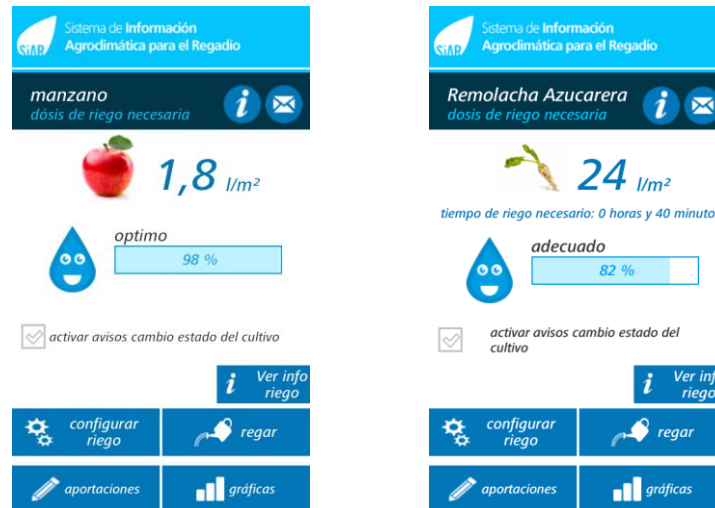 SiAR
Sistema de Información
Agroclimática para el Regadío
manzano
dósis de riego necesaria
i
1,8 l/m²
optimo
98 %
activar avisos cambio estado del cultivo
i Ver info
riego
configurar
riego
regar
aportaciones
gráficas
SiAR
Sistema de Información
Agroclimática para el Regadío
Remolacha Azucarera
dosis de riego necesaria
i
24 l/m²
tiempo de riego necesario: 0 horas y 40 minuto
adecuado
82 %
activar avisos cambio estado del
cultivo
i Ver inf
riego
configurar
riego
regar
aportaciones
gráficas